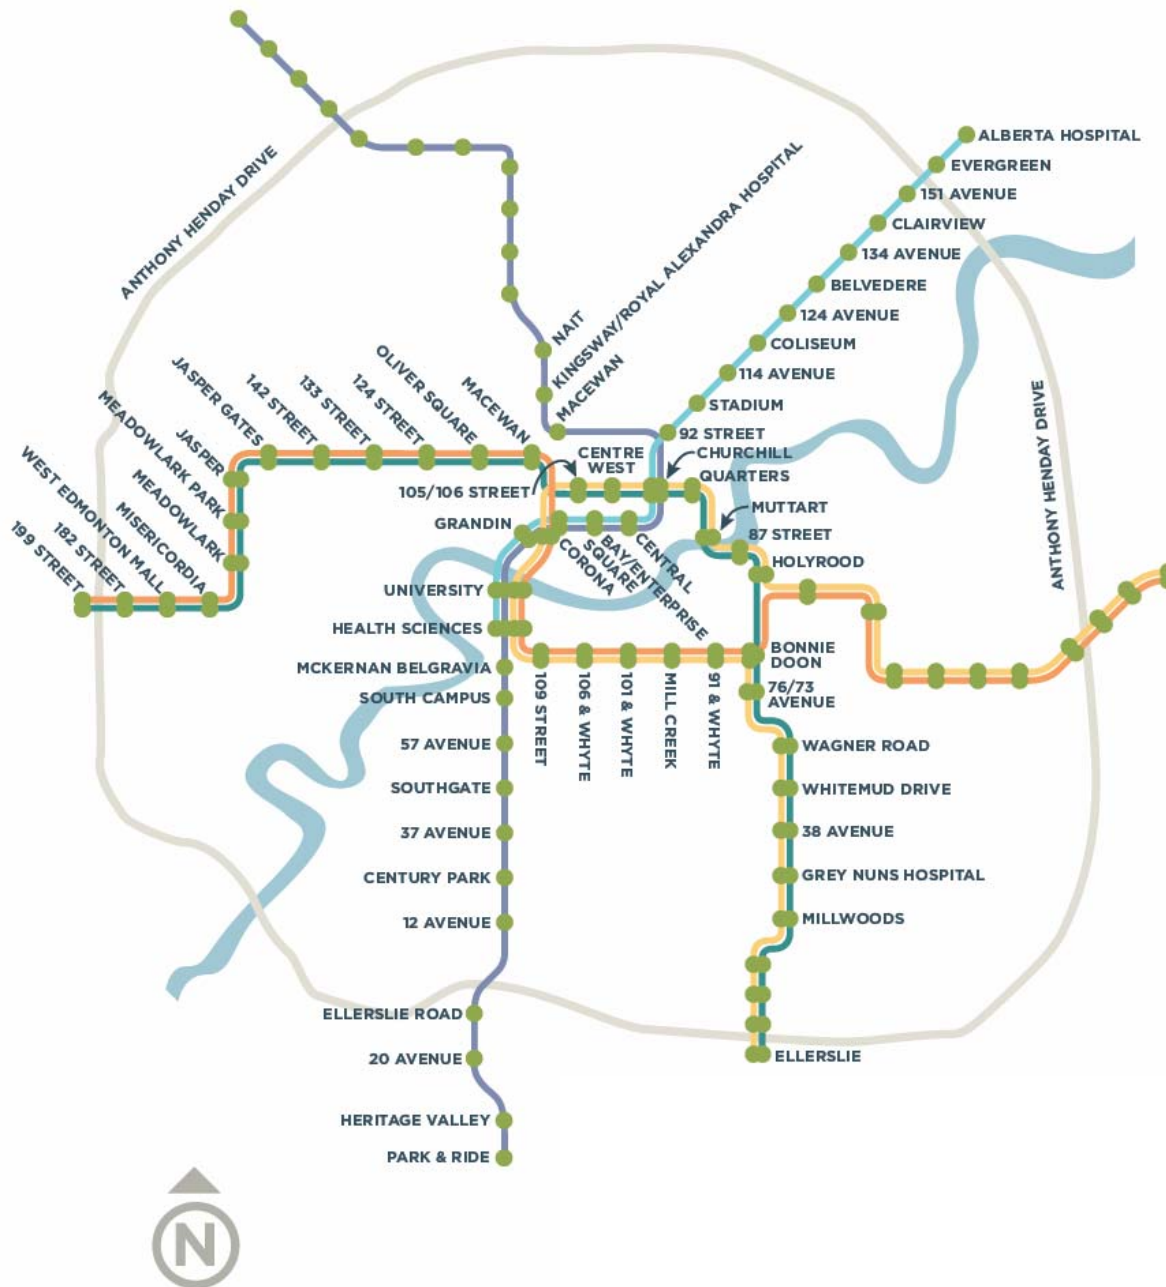 ANTHONY HENDAY DRIVE
ALBERTA HOSPITAL
EVERGREEN
151 AVENUE
CLAIRVIEW
134 AVENUE
BELVEDERE
124 AVENUE
COLISEUM
114 AVENUE
STADIUM
92 STREET
CHURCHILL
QUARTERS
MUTTART
87 STREET
HOLYROOD
ANTHONY HENDAY DRIVE
NAIT
KINGSWAY/ROYAL ALEXANDRA HOSPITAL
MACEWAN
MACEWAN
OLIVER SQUARE
124 STREET
133 STREET
142 STREET
JASPER GATES
JASPER
MEADOWLARK PARK
MEADOWLARK
MISERICORDIA
WEST EDMONTON MALL
182 STREET
199 STREET
CENTRE
WEST
105/106 STREET
GRANDIN
CORONA
BAY/ENTERPRISE
SQUARE
CENTRAL
UNIVERSITY
HEALTH SCIENCES
MCKERNAN BELGRAVIA
SOUTH CAMPUS
57 AVENUE
SOUTHGATE
37 AVENUE
CENTURY PARK
12 AVENUE
ELLERSLIE ROAD
20 AVENUE
HERITAGE VALLEY
PARK & RIDE
109 STREET
106 & WHYTE
101 & WHYTE
MILL CREEK
91 & WHYTE
BONNIE
DOON
76/73
AVENUE
WAGNER ROAD
WHITEMUD DRIVE
38 AVENUE
GREY NUNS HOSPITAL
MILLWOODS
ELLERSLIE
N